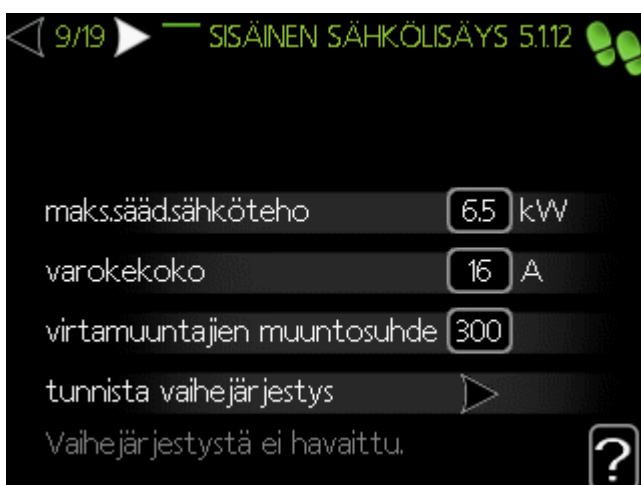 9/19 SISÄINEN SÄHKÖLISÄYS 5.1.12
maks.sääd.sähköteho 6.5 kW
varokekoko 16 A
virtamuuntajien muuntosuhde 300
tunnista vaihejärjestys
Vaihejärjestystä ei havaittu.
?